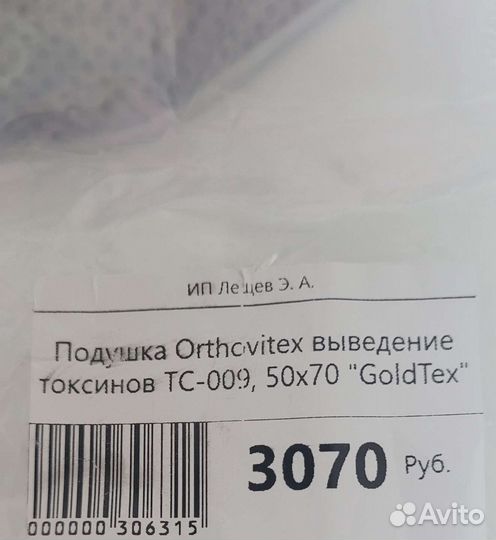 ИП Лещев Э. А.
Подушка Orthovitex выведение
токсинов ТС-009, 50x70 "GoldTex"
3070 Руб.
000000 306315
Avito